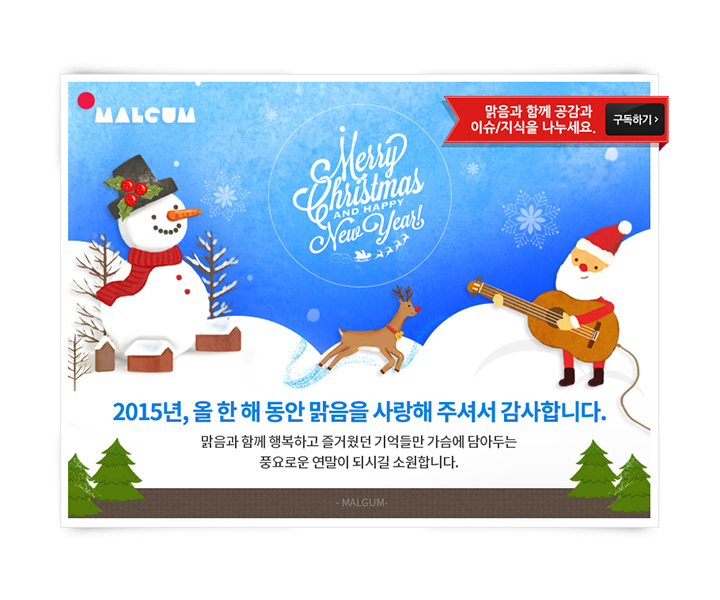 MALGUM
맑음과 함께 공감과
이슈/지식을 나누세요.
구독하기 ›
Merry
Christmas
AND HAPPY
New Year!
2015년, 올 한 해 동안 맑음을 사랑해 주셔서 감사합니다.
맑음과 함께 행복하고 즐거웠던 기억들만 가슴에 담아두는
풍요로운 연말이 되시길 소원합니다.
- MALGUM-